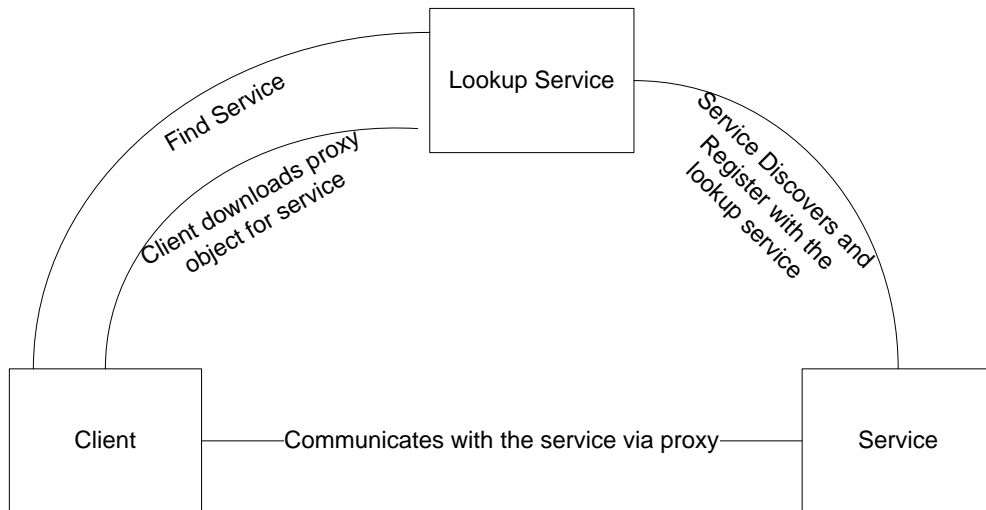 Lookup Service
Find Service
Client downloads proxy
object for service
Service Discovers and
Register with the
lookup service
Client
Communicates with the service via proxy
Service